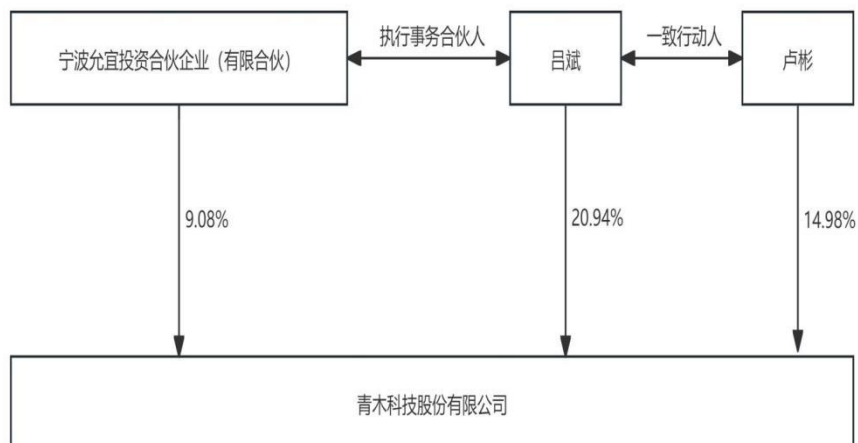 执行事务合伙人
一致行动人
宁波允宜投资合伙企业（有限合伙）
吕斌
卢彬
9.08%
20.94%
14.98%
青木科技股份有限公司